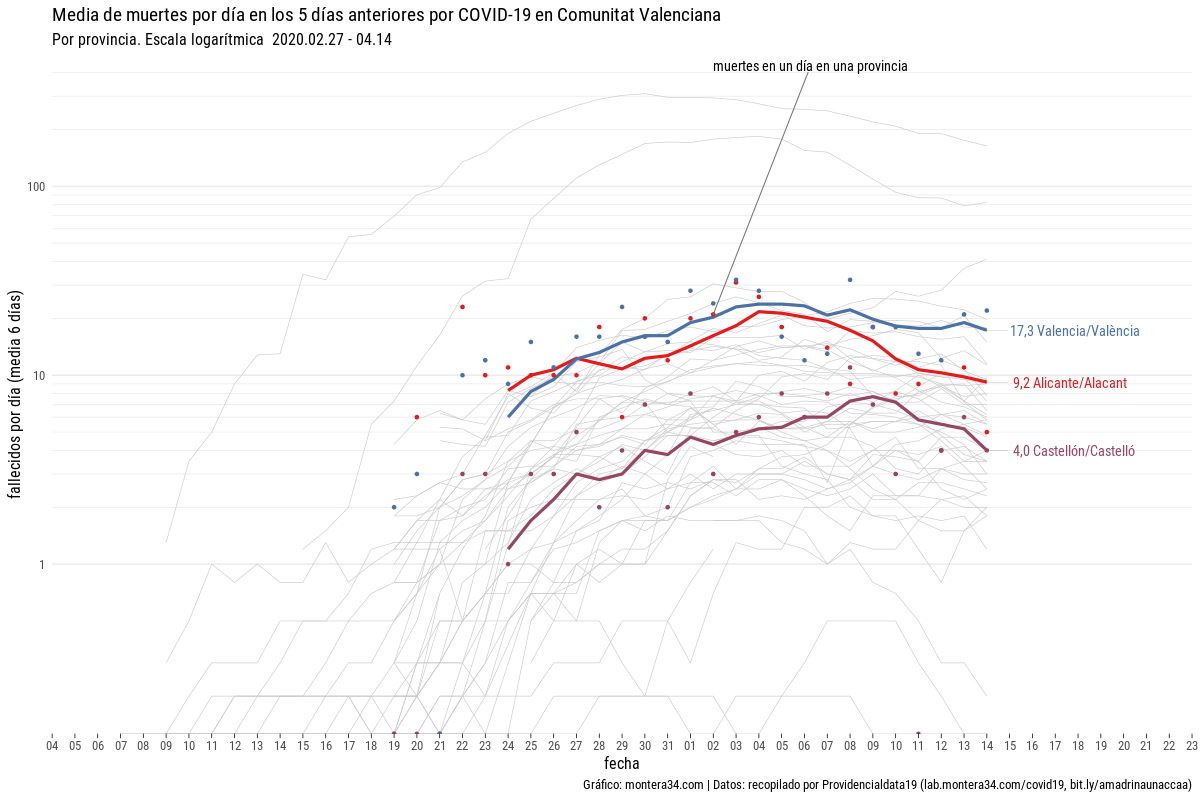 Media de muertes por día en los 5 días anteriores por COVID-19 en Comunitat Valenciana
Por provincia. Escala logarítmica  2020.02.27 - 04.14
muertes en un día en una provincia
100
10
1
fallecidos por día (media 6 días)
17,3 Valencia/València
9,2 Alicante/Alacant
4,0 Castellón/Castelló
04 05 06 07 08 09 10 11 12 13 14 15 16 17 18 19 20 21 22 23 24 25 26 27 28 29 30 31 01 02 03 04 05 06 07 08 09 10 11 12 13 14 15 16 17 18 19 20 21 22 23
fecha
Gráfico: montera34.com | Datos: recopilado por Providencialdata19 (lab.montera34.com/covid19, bit.ly/amadrinaunaccaa)